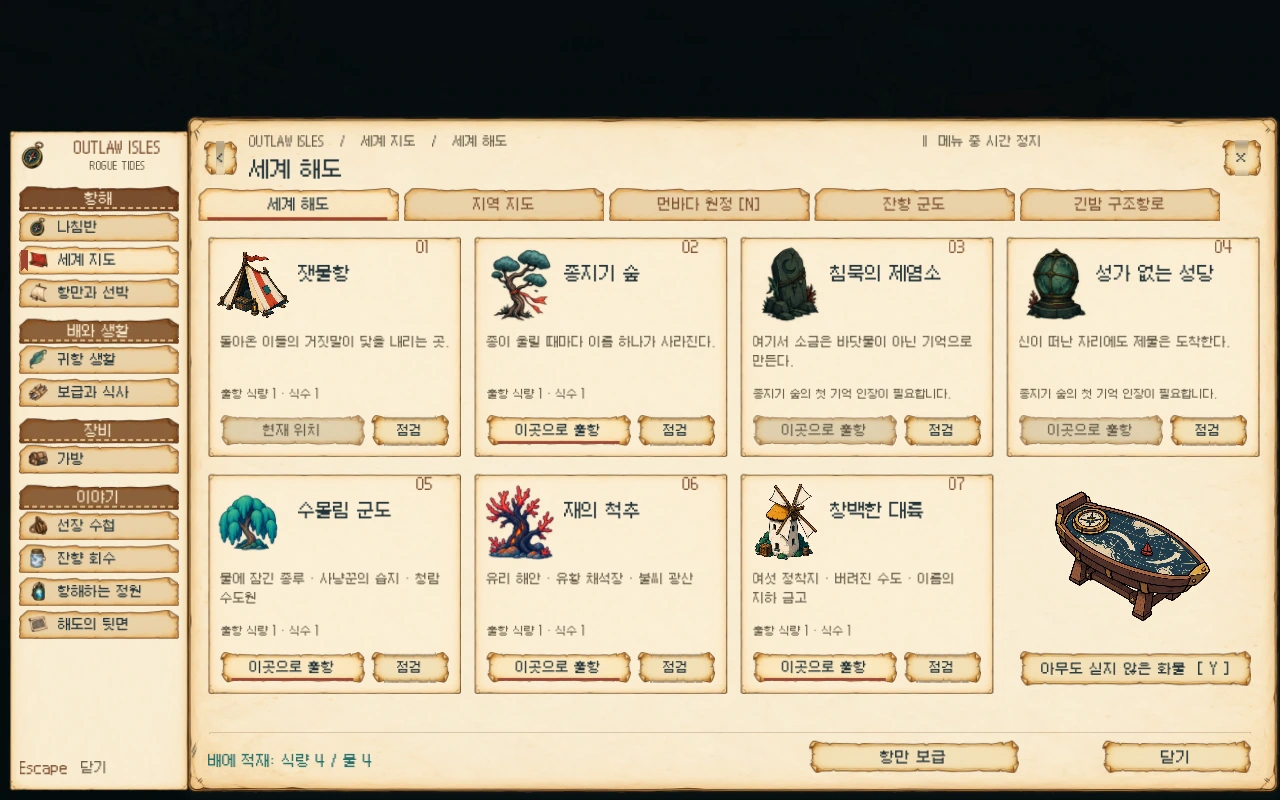 OUTLAW ISLES
ROGUE TIDES
항해
나침반
세계 지도
항만과 선박
배와 생활
귀항 생활
보급과 식사
장비
가방
이야기
선장 수첩
잔향 회수
항해하는 정원
해도의 뒷면
Escape 닫기
OUTLAW ISLES / 세계 지도 / 세계 해도
‖ 메뉴 중 시간 정지
세계 해도
세계 해도
지역 지도
먼바다 원정 [N]
잔향 군도
긴밤 구조항로
01
잿물항
돌아온 이들의 거짓말이 닻을 내리는 곳.
출항 식량 1 · 식수 1
현재 위치
점검
02
종지기 숲
종이 울릴 때마다 이름 하나가 사라진다.
출항 식량 1 · 식수 1
이곳으로 출항
점검
03
침묵의 제염소
여기서 소금은 바닷물이 아닌 기억으로
만든다.
종지기 숲의 첫 기억 인장이 필요합니다.
이곳으로 출항
점검
04
성가 없는 성당
신이 떠난 자리에도 제물은 도착한다.
종지기 숲의 첫 기억 인장이 필요합니다.
이곳으로 출항
점검
05
수몰림 군도
물에 잠긴 종루 · 사냥꾼의 습지 · 청람
수도원
출항 식량 1 · 식수 1
이곳으로 출항
점검
06
재의 척추
유리 해안 · 유황 채석장 · 불씨 광산
출항 식량 1 · 식수 1
이곳으로 출항
점검
07
창백한 대륙
여섯 정착지 · 버려진 수도 · 이름의
지하 금고
출항 식량 1 · 식수 1
이곳으로 출항
점검
아무도 싣지 않은 화물 [ Y ]
배에 적재: 식량 4 / 물 4
항만 보급
닫기